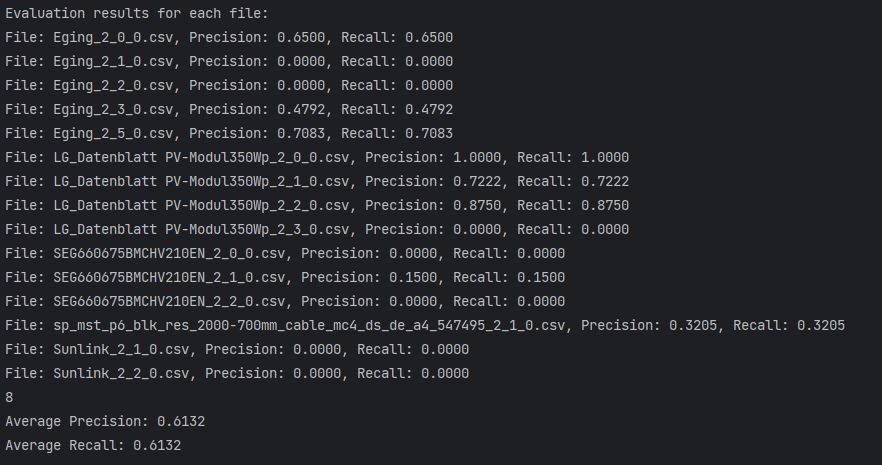 Evaluation results for each file:
File: Eging_2_0_0.csv, Precision: 0.6500, Recall: 0.6500
File: Eging_2_1_0.csv, Precision: 0.0000, Recall: 0.0000
File: Eging_2_2_0.csv, Precision: 0.0000, Recall: 0.0000
File: Eging_2_3_0.csv, Precision: 0.4792, Recall: 0.4792
File: Eging_2_5_0.csv, Precision: 0.7083, Recall: 0.7083
File: LG_Datenblatt PV-Modul350Wp_2_0_0.csv, Precision: 1.0000, Recall: 1.0000
File: LG_Datenblatt PV-Modul350Wp_2_1_0.csv, Precision: 0.7222, Recall: 0.7222
File: LG_Datenblatt PV-Modul350Wp_2_2_0.csv, Precision: 0.8750, Recall: 0.8750
File: LG_Datenblatt PV-Modul350Wp_2_3_0.csv, Precision: 0.0000, Recall: 0.0000
File: SEG660675BMCHV210EN_2_0_0.csv, Precision: 0.0000, Recall: 0.0000
File: SEG660675BMCHV210EN_2_1_0.csv, Precision: 0.1500, Recall: 0.1500
File: SEG660675BMCHV210EN_2_2_0.csv, Precision: 0.0000, Recall: 0.0000
File: sp_mst_p6_blk_res_2000-700mm_cable_mc4_ds_de_a4_547495_2_1_0.csv, Precision: 0.3205, Recall: 0.3205
File: Sunlink_2_1_0.csv, Precision: 0.0000, Recall: 0.0000
File: Sunlink_2_2_0.csv, Precision: 0.0000, Recall: 0.0000
8
Average Precision: 0.6132
Average Recall: 0.6132